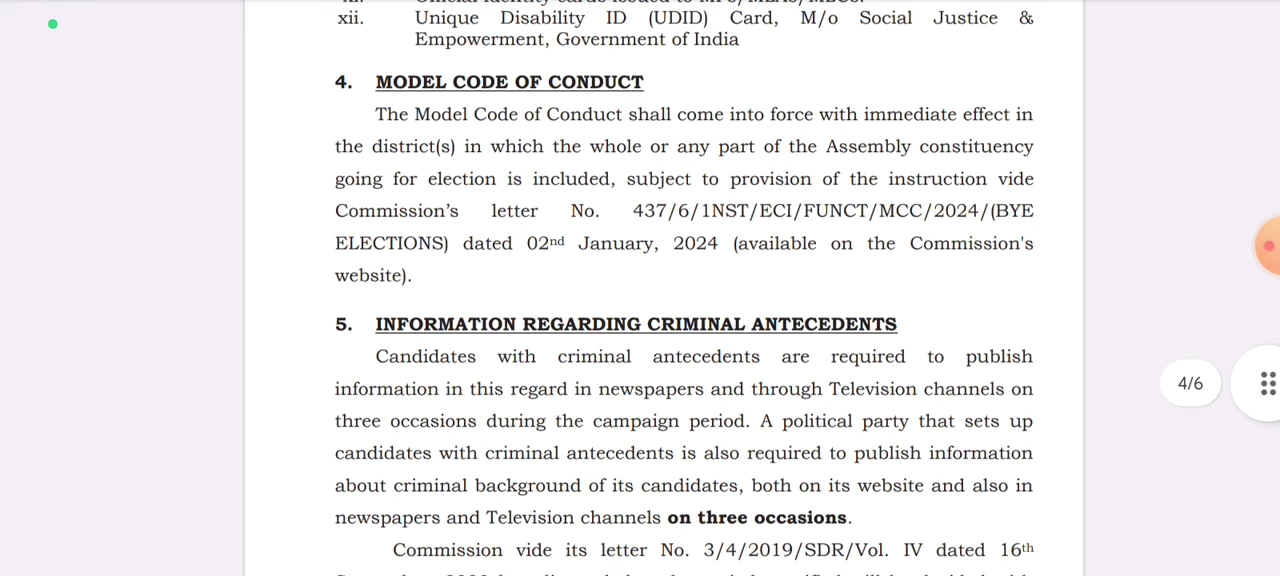 xii. Unique Disability ID (UDID) Card, M/o Social Justice &
Empowerment, Government of India
4. MODEL CODE OF CONDUCT
The Model Code of Conduct shall come into force with immediate effect in
the district(s) in which the whole or any part of the Assembly constituency
going for election is included, subject to provision of the instruction vide
Commission’s letter No. 437/6/1NST/ECI/FUNCT/MCC/2024/(BYE
ELECTIONS) dated 02nd January, 2024 (available on the Commission's
website).
5. INFORMATION REGARDING CRIMINAL ANTECEDENTS
Candidates with criminal antecedents are required to publish
information in this regard in newspapers and through Television channels on
three occasions during the campaign period. A political party that sets up
candidates with criminal antecedents is also required to publish information
about criminal background of its candidates, both on its website and also in
newspapers and Television channels on three occasions.
Commission vide its letter No. 3/4/2019/SDR/Vol. IV dated 16th
4/6